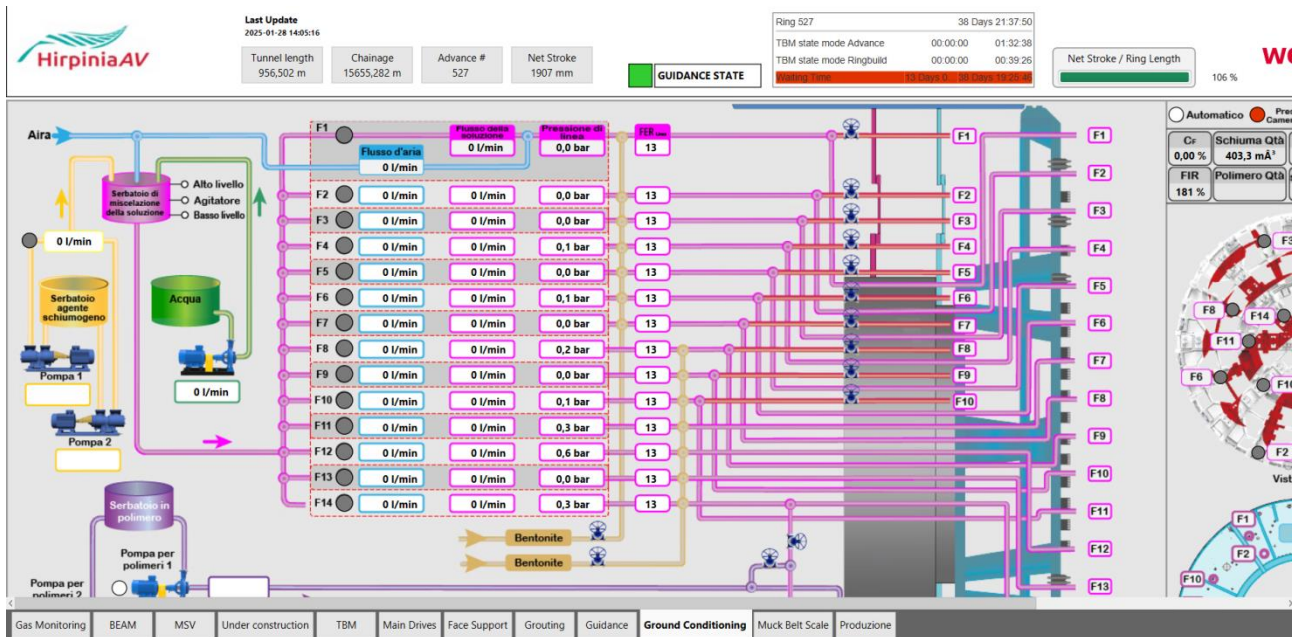 HirpiniaAV
Last Update
2025-01-28 14:05:16
Tunnel length
956,502 m
Chainage
15655,282 m
Advance #
527
Net Stroke
1907 mm
GUIDANCE STATE
Ring 527 38 Days 21:37:50
TBM state mode Advance 00:00:00 01:32:38
TBM state mode Ringbuild 00:00:00 00:39:26
Waiting Time 13 Days 0... 38 Days 19:25:46
Net Stroke / Ring Length
106 %
Aira
Serbatoio di
miscelazione
della soluzione
Alto livello
Agitatore
Basso livello
0 l/min
Serbatoio
agente
schiumogeno
Acqua
Pompa 1
0 l/min
Pompa 2
Serbatoio in
polimero
Pompa per
polimeri 1
Pompa per
polimeri 2
F1
Flusso d'aria
0 l/min
Flusso della
soluzione
0 l/min
Pressione di
linea
0,0 bar
FER
13
F2 0 l/min 0 l/min 0,0 bar 13
F3 0 l/min 0 l/min 0,0 bar 13
F4 0 l/min 0 l/min 0,1 bar 13
F5 0 l/min 0 l/min 0,0 bar 13
F6 0 l/min 0 l/min 0,1 bar 13
F7 0 l/min 0 l/min 0,0 bar 13
F8 0 l/min 0 l/min 0,2 bar 13
F9 0 l/min 0 l/min 0,0 bar 13
F10 0 l/min 0 l/min 0,1 bar 13
F11 0 l/min 0 l/min 0,3 bar 13
F12 0 l/min 0 l/min 0,6 bar 13
F13 0 l/min 0 l/min 0,0 bar 13
F14 0 l/min 0 l/min 0,3 bar 13
Bentonite
Bentonite
F1
F2
F3
F4
F5
F6
F7
F8
F9
F10
F1
F2
F3
F4
F5
F6
F7
F8
F9
F10
F11
F12
F13
Automatico
Pres
Camer
CF
0,00 %
Schiuma Qtà
403,3 mÂ³
FIR
181 %
Polimero Qtà
F3
F8
F14
F11
F6
F10
F2
Vist
F1
F2
F10
Gas Monitoring BEAM MSV Under construction TBM Main Drives Face Support Grouting Guidance Ground Conditioning Muck Belt Scale Produzione